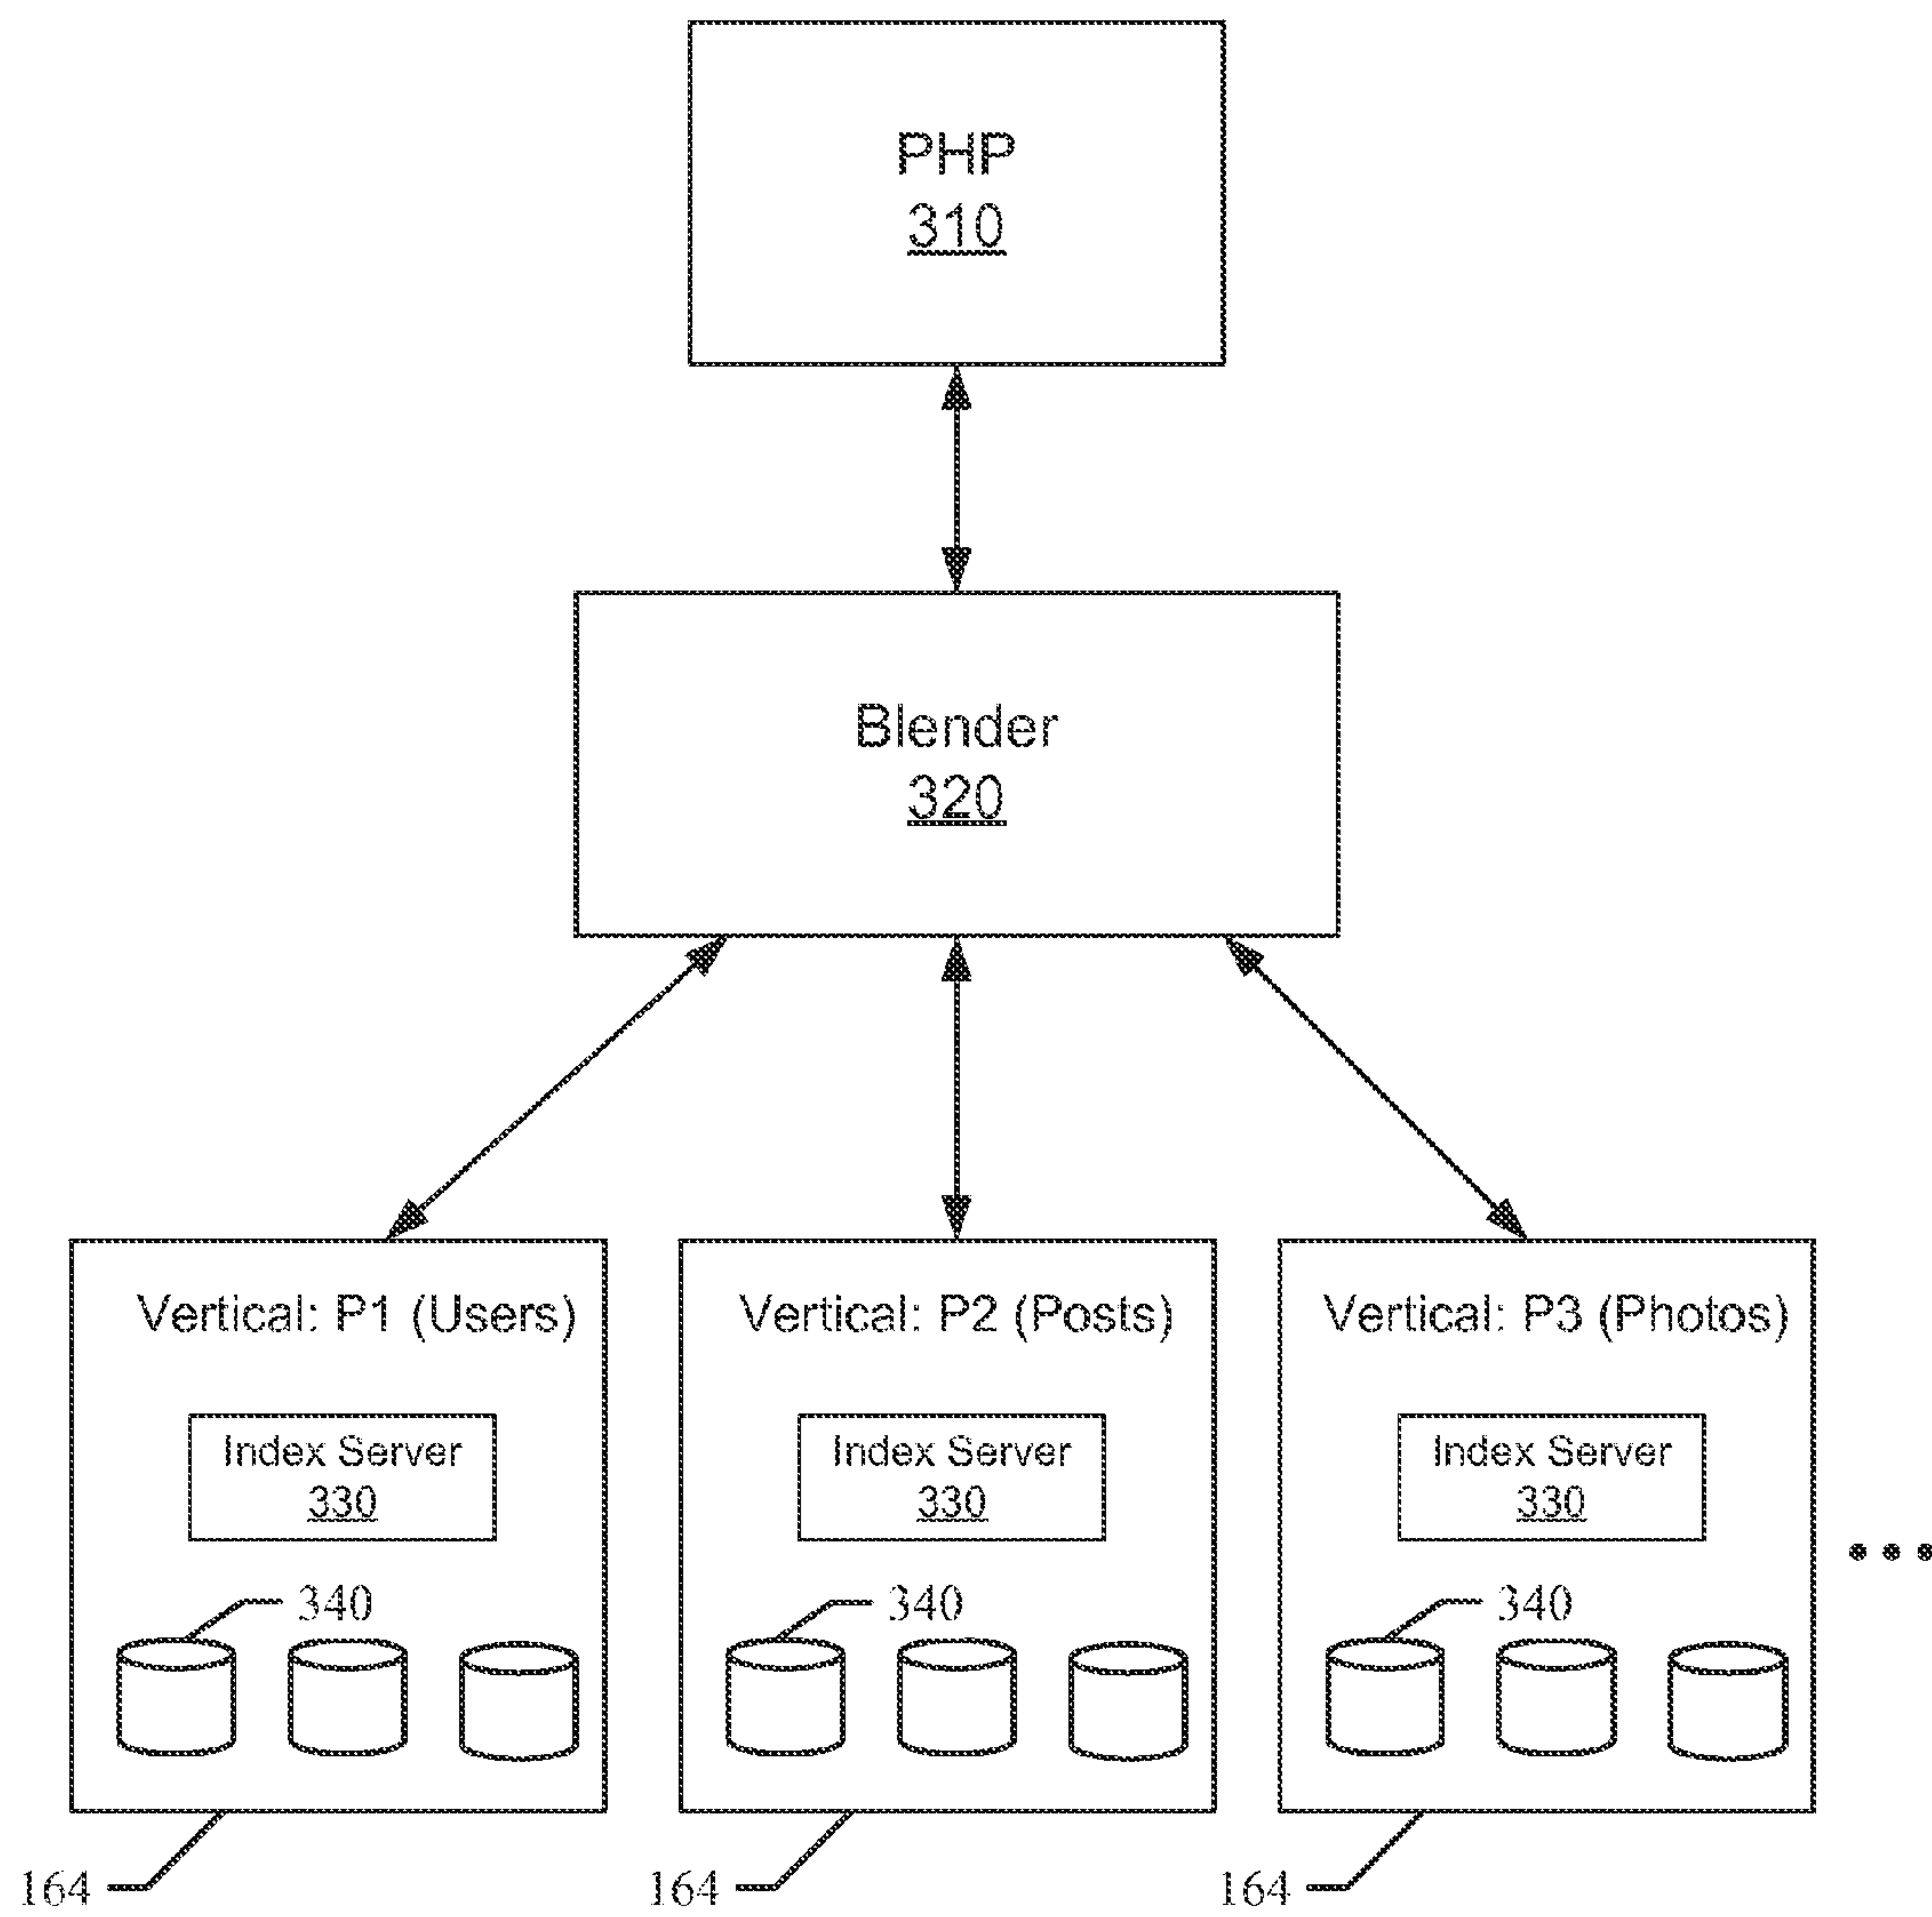 PHP
310
Blender
320
Vertical: P1 (Users)
Vertical: P2 (Posts)
Vertical: P3 (Photos)
Index Server
330
Index Server
330
Index Server
330
340
340
340
164
164
164